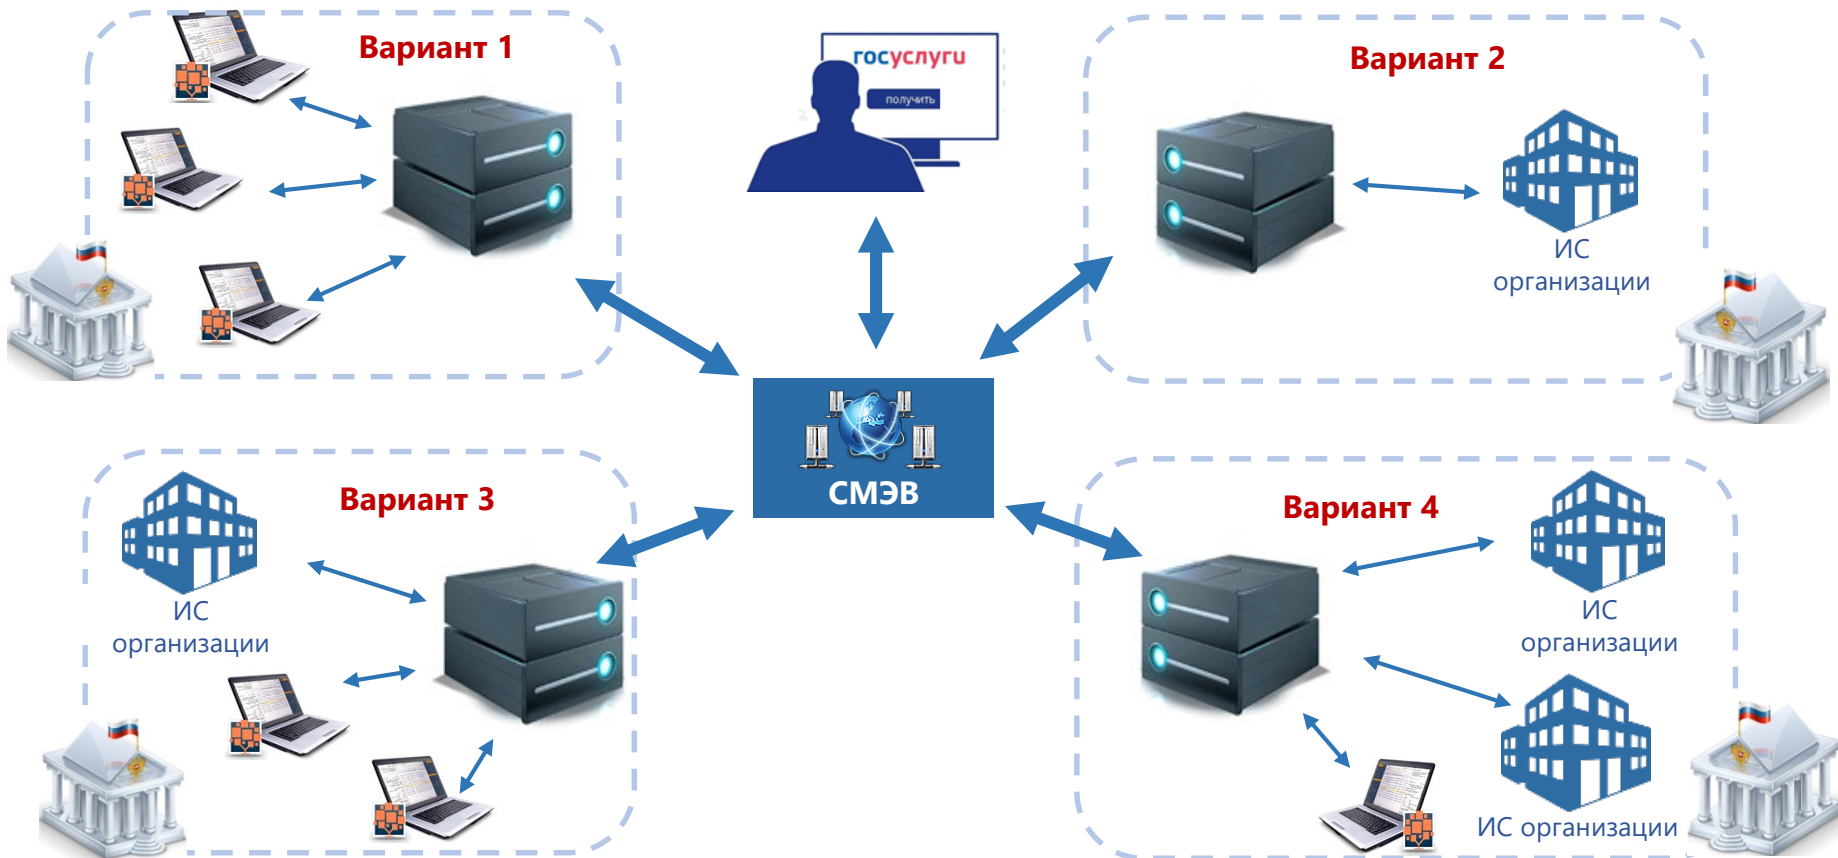 Вариант 1
госуслуги
получить
Вариант 2
ИС
организации
СМЭВ
Вариант 3
ИС
организации
Вариант 4
ИС
организации
ИС организации